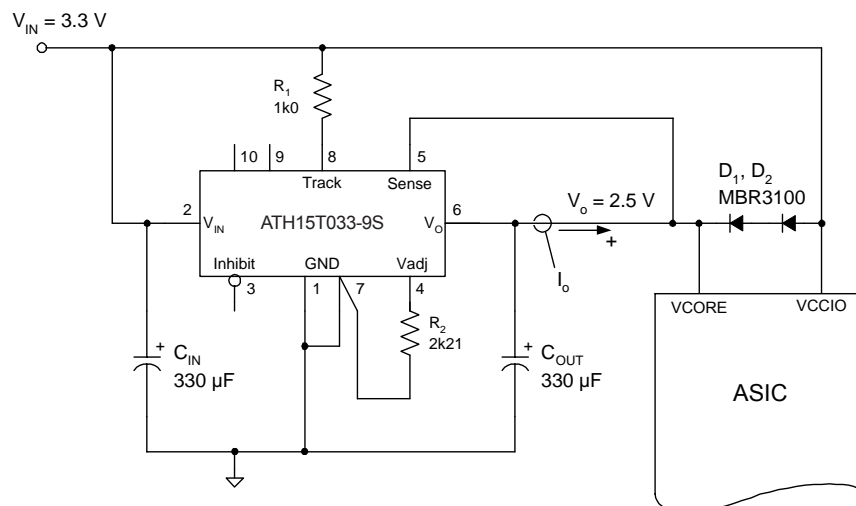 V_IN = 3.3 V
R_1
1k0
10
9
8
5
Track
Sense
D_1, D_2
MBR3100
2
V_IN
ATH15T033-9S
V_O
6
V_o = 2.5 V
+
Inhibit
GND
Vadj
3
1
7
4
I_o
VCORE
VCCIO
R_2
2k21
+
C_IN
330 µF
+
C_OUT
330 µF
ASIC